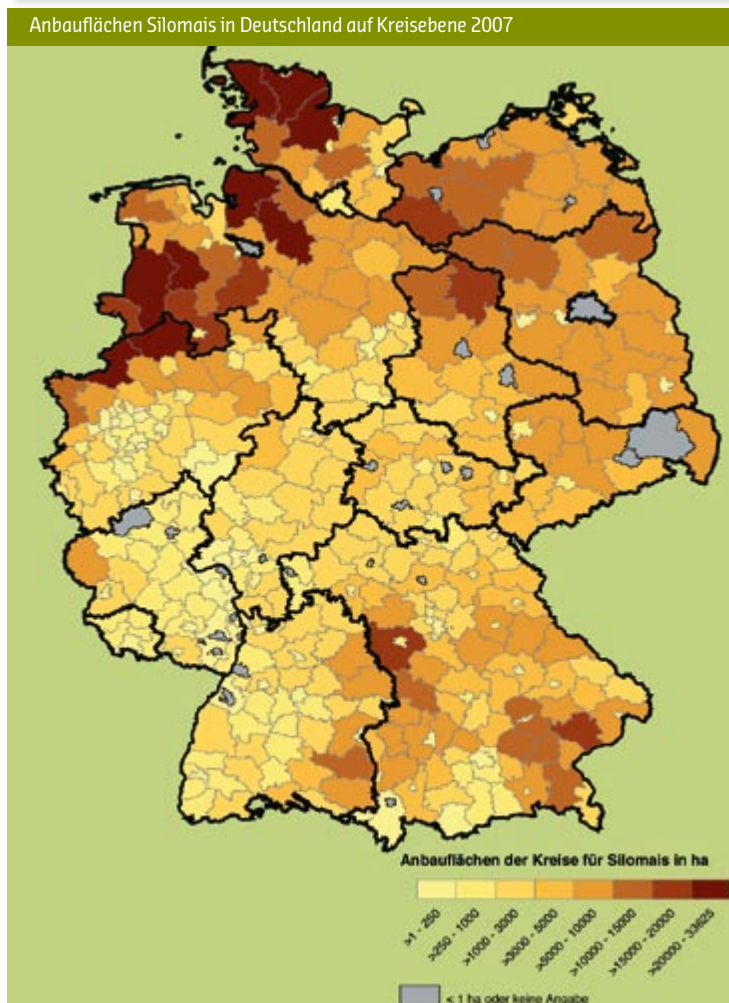 Anbauflächen Silomais in Deutschland auf Kreisebene 2007
Anbauflächen der Kreise für Silomais in ha
>1 - 250
>250 - 1000
>1000 - 3000
>3000 - 5000
>5000 - 10000
>10000 - 15000
>15000 - 20000
>20000 - 33625
< 1 ha oder keine Angabe